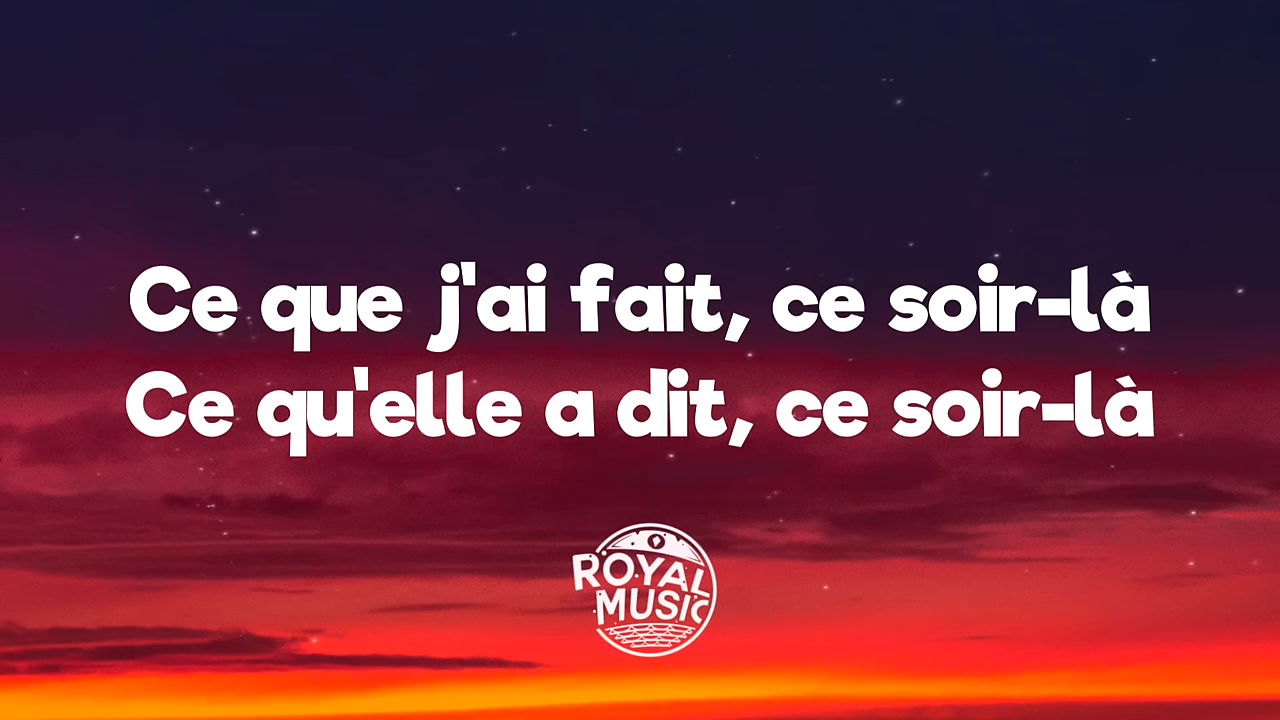 Ce que j'ai fait, ce soir-là
Ce qu'elle a dit, ce soir-là
ROYAL
MUSIC